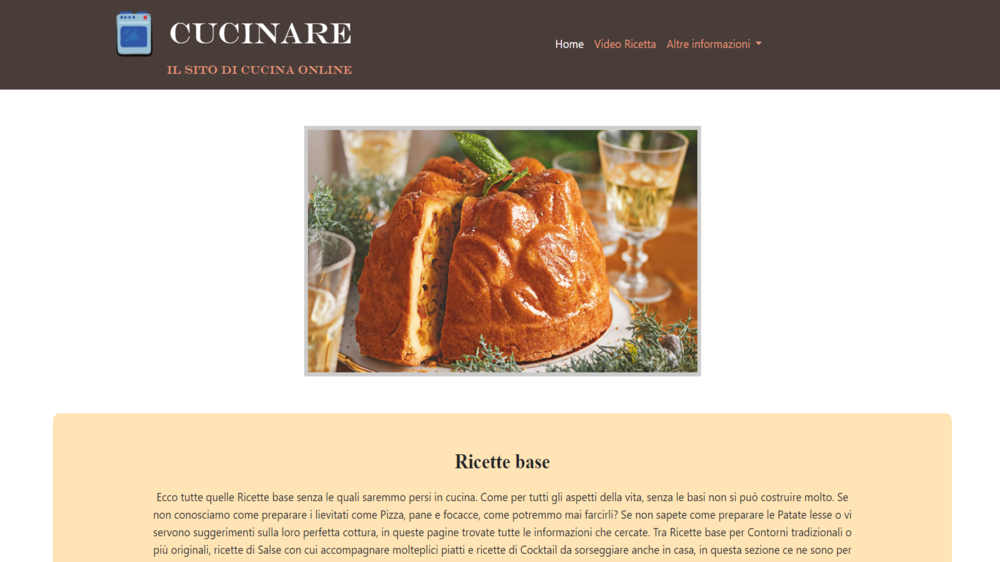 CUCINARE
IL SITO DI CUCINA ONLINE
Home Video Ricetta Altre informazioni
Ricette base
Ecco tutte quelle Ricette base senza le quali saremmo persi in cucina. Come per tutti gli aspetti della vita, senza le basi non si può costruire molto. Se
non conosciamo come preparare i lievitati come Pizza, pane e focacce, come potremmo mai farcirli? Se non sapete come preparare le Patate lesse o vi
servono suggerimenti sulla loro perfetta cottura, in queste pagine trovate tutte le informazioni che cercate. Tra Ricette base per Contorni tradizionali o
più originali, ricette di Salse con cui accompagnare molteplici piatti e ricette di Cocktail da sorseggiare anche in casa, in questa sezione ce ne sono per